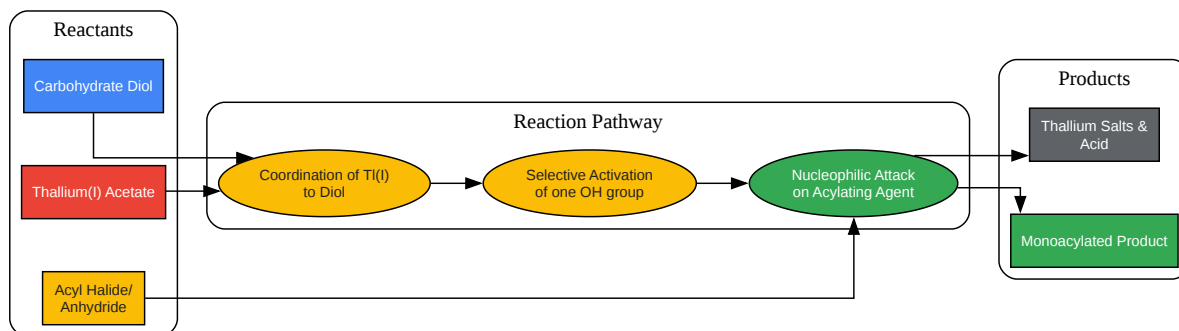 Reactants
Carbohydrate Diol
Thallium(I) Acetate
Acyl Halide/
Anhydride
Reaction Pathway
Coordination of Tl(I)
to Diol
Selective Activation
of one OH group
Nucleophilic Attack
on Acylating Agent
Products
Thallium Salts &
Acid
Monoacylated Product